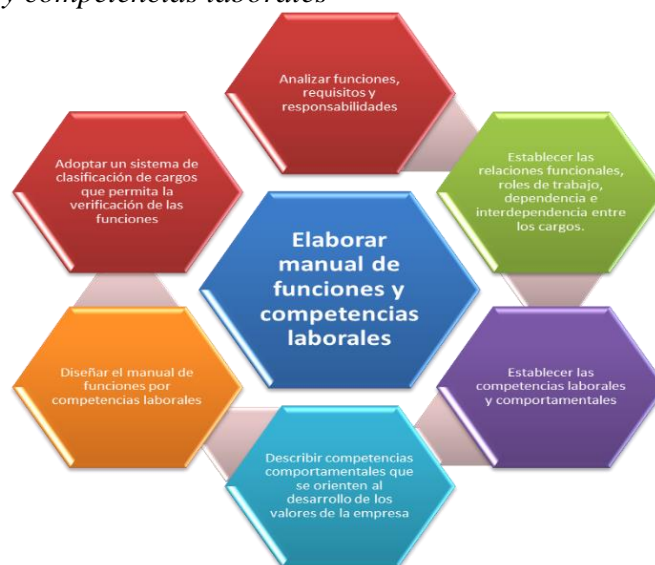 y competencias laborales
Analizar funciones,
requisitos y
responsabilidades
Establecer las
relaciones funcionales,
roles de trabajo,
dependencia e
interdependencia entre
los cargos.
Establecer las
competencias laborales
y comportamentales
Describir competencias
comportamentales que
se orienten al
desarrollo de los
valores de la empresa
Diseñar el manual de
funciones por
competencias laborales
Adoptar un sistema de
clasificación de cargos
que permita la
verificación de las
funciones
Elaborar
manual de
funciones y
competencias
laborales